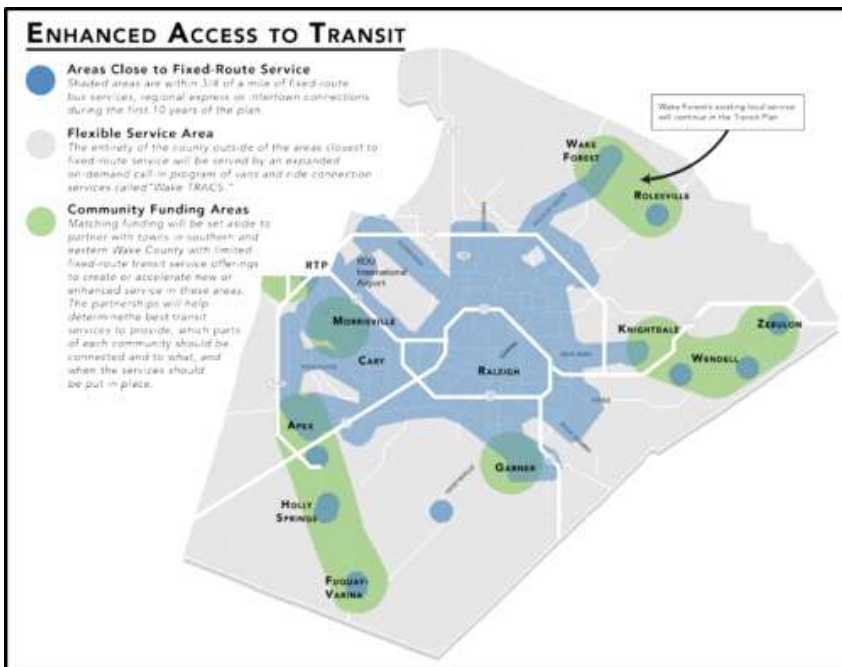 ENHANCED ACCESS TO TRANSIT
Areas Close to Fixed-Route Service
Shaded areas are within 3/4 of a mile of fixed-route
bus services, regional express or intertown connections
during the first 10 years of the plan.
Flexible Service Area
The entirety of the county outside of the areas closest to
fixed-route service will be served by an expanded
on-demand call-in program of vans and ride connection
services called "Wake TRACS."
Community Funding Areas
Matching funding will be set aside to
partner with towns in southern and
eastern Wake County with limited
fixed-route transit service offerings
to create or accelerate new or
enhanced service in these areas.
The partnerships will help
determinethe best transit
services to provide, which parts
of each community should be
connected and to what, and
when the services should
be put in place.
Wake Forest's existing local service
will continue in the Transit Plan
WAKE
FOREST
ROLESVILLE
RTP
RDU
International
Airport
MORRISVILLE
CARY
RALEIGH
KNIGHTDALE
ZEBULON
WENDELL
APEX
GARNER
HOLLY
SPRINGS
FUQUAY-
VARINA